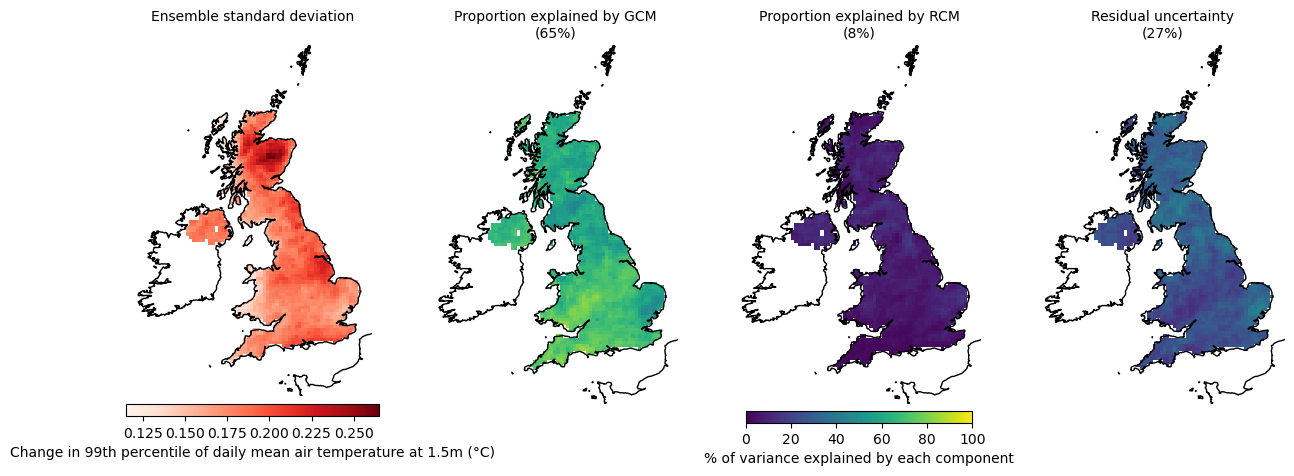 Ensemble standard deviation
Proportion explained by GCM
(65%)
Proportion explained by RCM
(8%)
Residual uncertainty
(27%)
0.125 0.150 0.175 0.200 0.225 0.250
Change in 99th percentile of daily mean air temperature at 1.5m (°C)
0 20 40 60 80 100
% of variance explained by each component